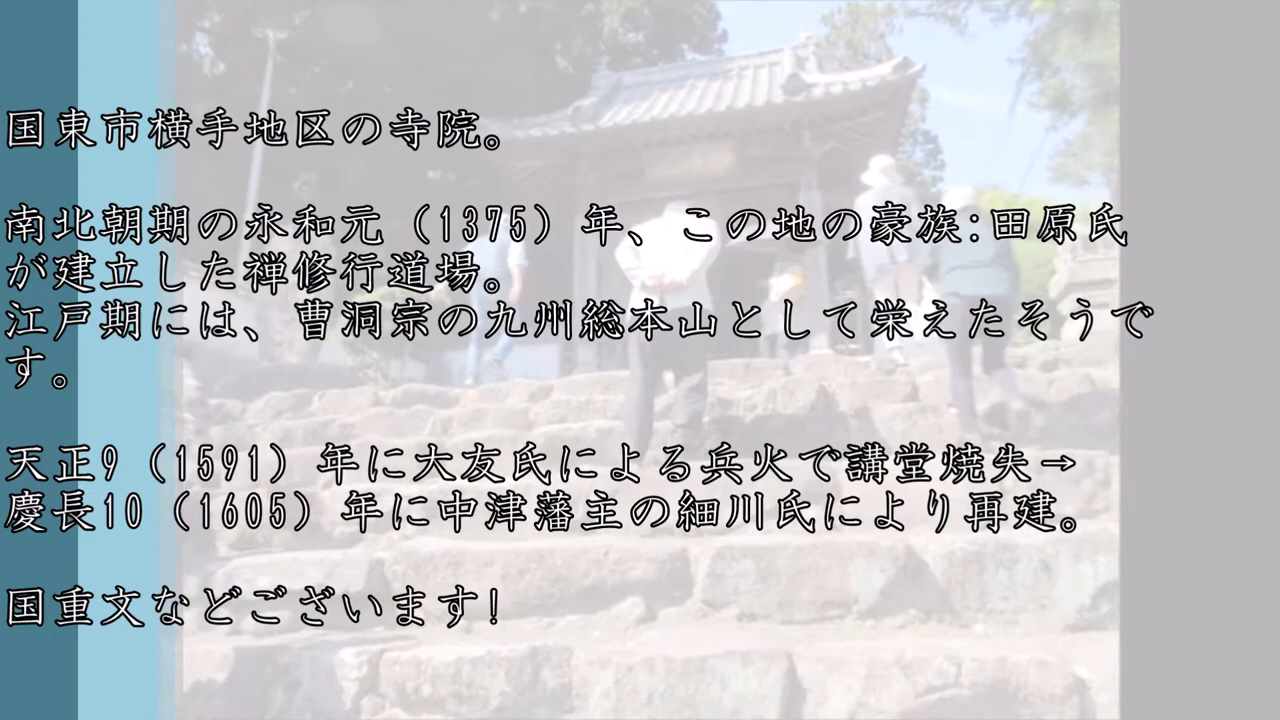 国東市横手地区の寺院。
南北朝期の永和元（1375）年、この地の豪族:田原氏
が建立した禅修行道場。
江戸期には、曹洞宗の九州総本山として栄えたそうで
す。
天正9（1591）年に大友氏による兵火で講堂焼失→
慶長10（1605）年に中津藩主の細川氏により再建。
国重文などございます!